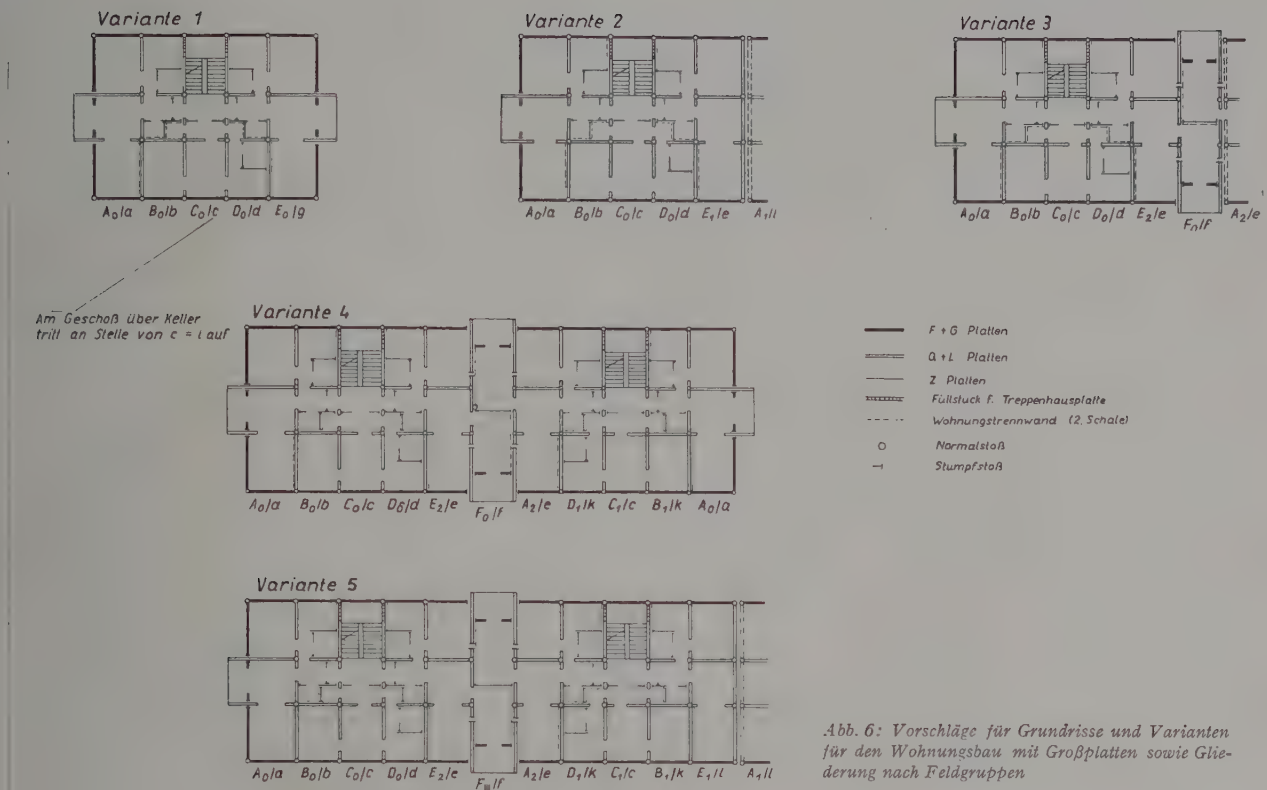 Variante 1
A₀/a B₀/b C₀/c D₀/d E₀/g
Am Geschoß über Keller
tritt an Stelle von c = l auf
Variante 2
A₀/a B₀/b C₀/c D₀/d E₁/e A₁/l
Variante 3
A₀/a B₀/b C₀/c D₀/d E₂/e F₀/f A₂/e
Variante 4
A₀/a B₀/b C₀/c D₆/d E₂/e F₀/f A₂/e D₁/k C₁/c B₁/k A₀/a
F + G Platten
Q + L Platten
Z Platten
Füllstück f. Treppenhausplatte
Wohnungstrennwand (2. Schale)
Normalstoß
Stumpfstoß
Variante 5
A₀/a B₀/b C₀/c D₀/d E₂/e A₂/e D₁/k C₁/c B₁/k E₁/l A₁/l
Abb. 6: Vorschläge für Grundrisse und Varianten
für den Wohnungsbau mit Großplatten sowie Glie-
derung nach Feldgruppen